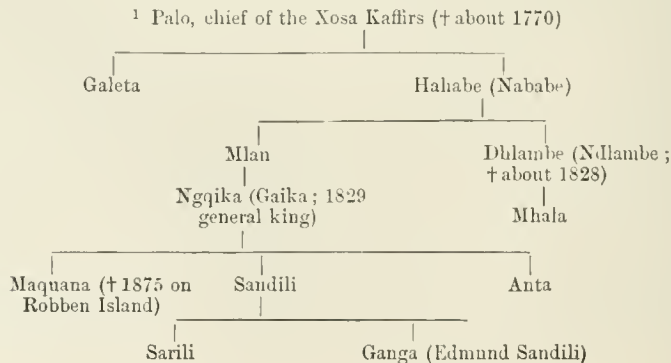 ¹ Palo, chief of the Xosa Kaffirs († about 1770)
Galeta Hahabe (Nababe)
Mlan Dhlambe (Ndlambe ;
† about 1828)
Ngqika (Gaika ; 1829
general king) Mhala
Maquana († 1875 on
Robben Island) Sandili Anta
Sarili Ganga (Edmund Sandili)